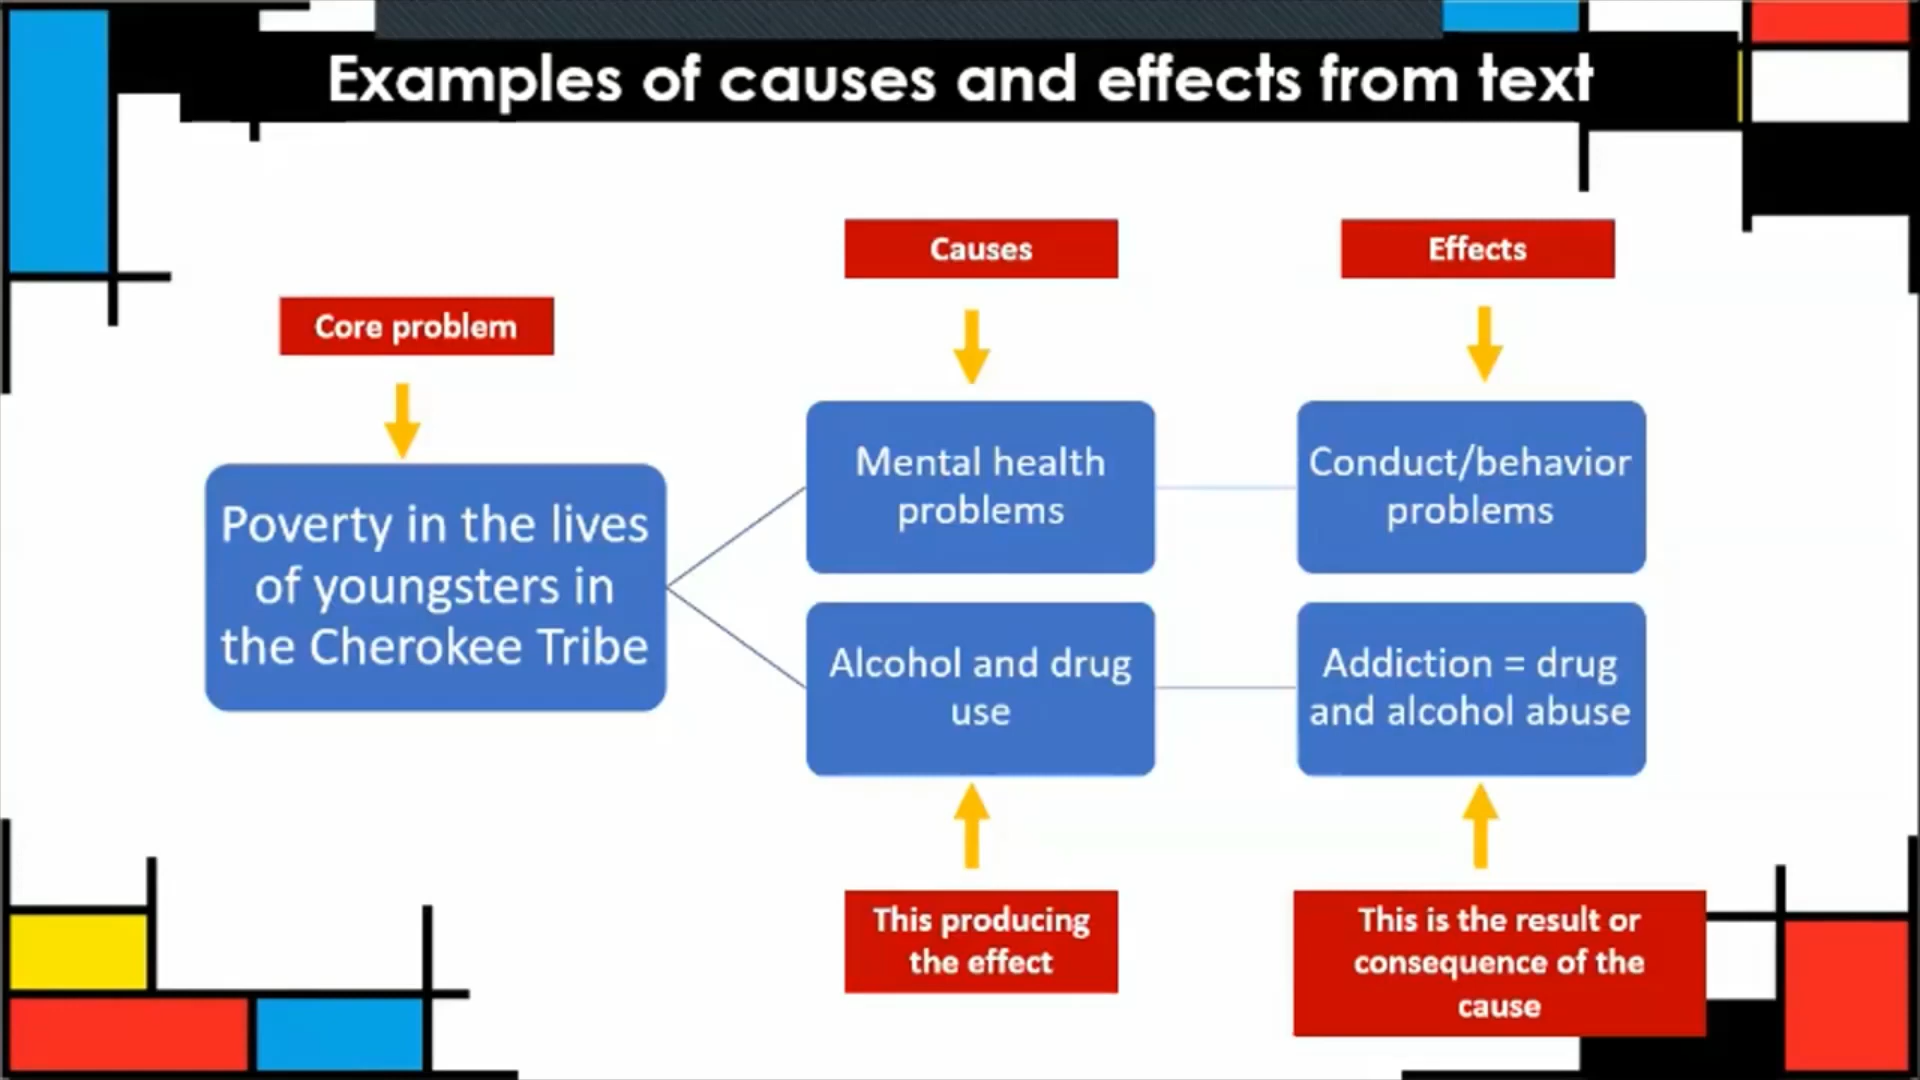 Examples of causes and effects from text
Core problem
Poverty in the lives
of youngsters in
the Cherokee Tribe
Causes
Mental health
problems
Alcohol and drug
use
This producing
the effect
Effects
Conduct/behavior
problems
Addiction = drug
and alcohol abuse
This is the result or
consequence of the
cause